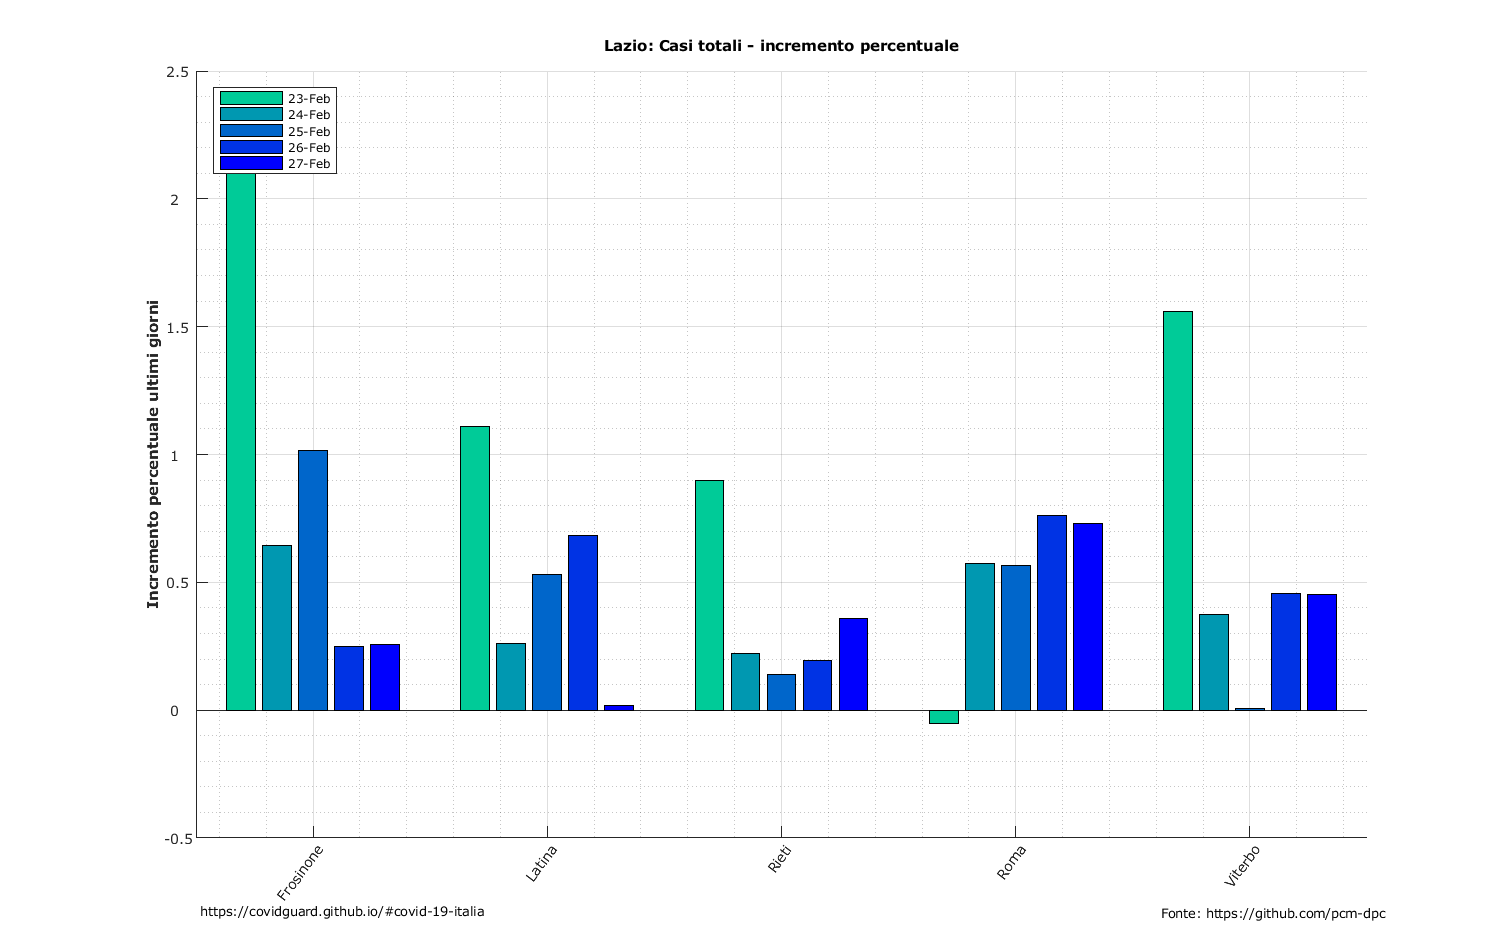 Lazio: Casi totali - incremento percentuale
2.5
2
1.5
1
0.5
0
-0.5
Incremento percentuale ultimi giorni
23-Feb
24-Feb
25-Feb
26-Feb
27-Feb
Frosinone
Latina
Rieti
Roma
Viterbo
https://covidguard.github.io/#covid-19-italia
Fonte: https://github.com/pcm-dpc